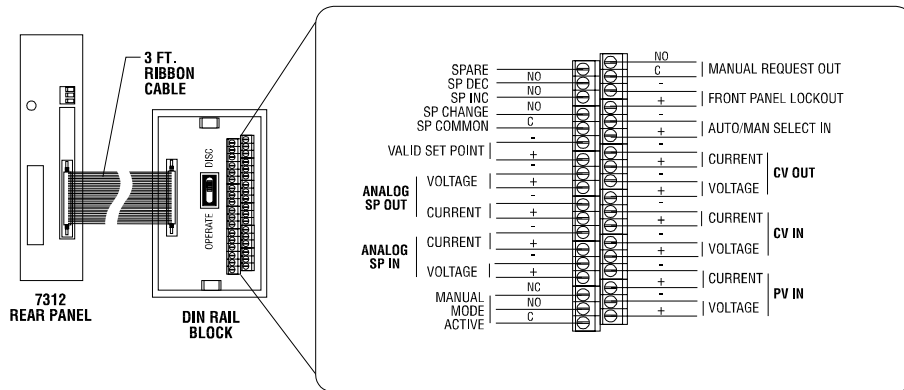 3 FT.
RIBBON
CABLE
7312
REAR PANEL
DISC
OPERATE
DIN RAIL
BLOCK
SPARE
SP DEC NO
SP INC NO
SP CHANGE NO
SP COMMON C
-
VALID SET POINT
+
-
ANALOG
SP OUT
VOLTAGE +
-
CURRENT +
-
ANALOG
SP IN
CURRENT +
-
VOLTAGE +
MANUAL
MODE
ACTIVE
NC
NO
C
NO
C
MANUAL REQUEST OUT
-
+
FRONT PANEL LOCKOUT
-
+
AUTO/MAN SELECT IN
-
+ CURRENT
-
+ VOLTAGE
CV OUT
-
+ CURRENT
-
+ VOLTAGE
CV IN
-
+ CURRENT
-
+ VOLTAGE
PV IN